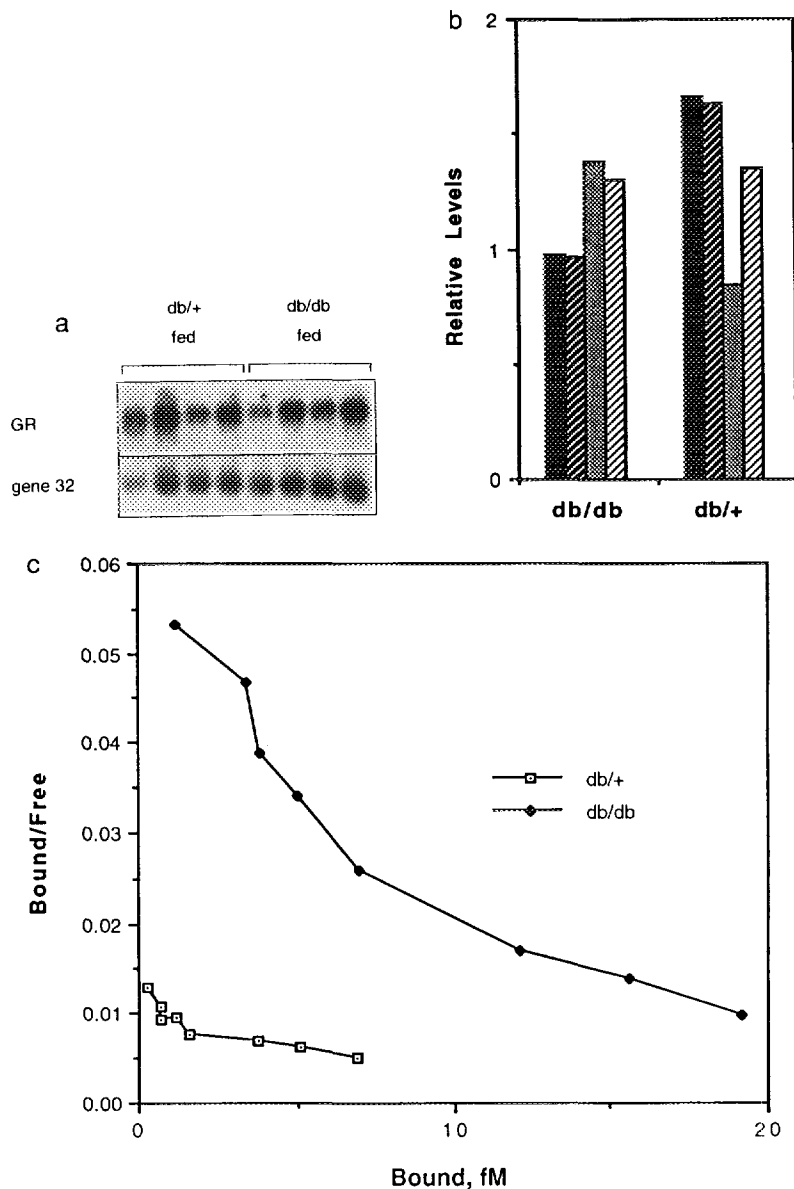 a
db/+
db/db
fed
fed
GR
gene 32
b
Relative Levels
2
1
0
db/db
db/+
c
Bound/Free
0.06
0.05
0.04
0.03
0.02
0.01
0.00
db/+
db/db
0
10
20
Bound, fM